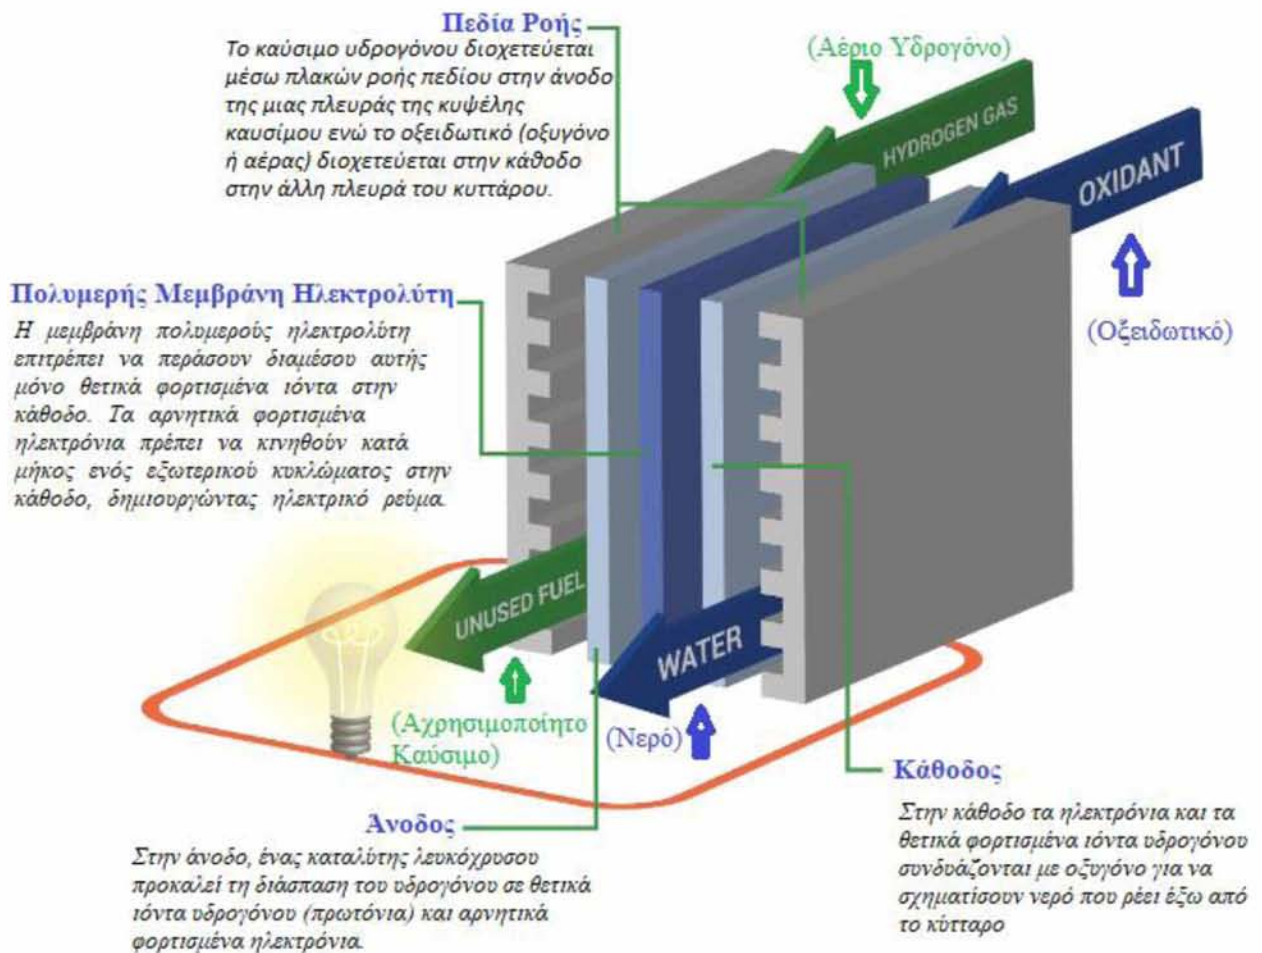 Πεδία Ροής
Το καύσιμο υδρογόνου διοχετεύεται
μέσω πλακών ροής πεδίου στην άνοδο
της μιας πλευράς της κυψέλης
καυσίμου ενώ το οξειδωτικό (οξυγόνο
ή αέρας) διοχετεύεται στην κάθοδο
στην άλλη πλευρά του κυττάρου.
(Αέριο Υδρογόνο)
HYDROGEN GAS
OXIDANT
(Οξειδωτικό)
Πολυμερής Μεμβράνη Ηλεκτρολύτη
Η μεμβράνη πολυμερούς ηλεκτρολύτη
επιτρέπει να περάσουν διαμέσου αυτής
μόνο θετικά φορτισμένα ιόντα στην
κάθοδο. Τα αρνητικά φορτισμένα
ηλεκτρόνια πρέπει να κινηθούν κατά
μήκος ενός εξωτερικού κυκλώματος στην
κάθοδο, δημιουργώντας ηλεκτρικό ρεύμα.
UNUSED FUEL
WATER
(Αχρησιμοποίητο
Καύσιμο)
(Νερό)
Κάθοδος
Στην κάθοδο τα ηλεκτρόνια και τα
θετικά φορτισμένα ιόντα υδρογόνου
συνδυάζονται με οξυγόνο για να
σχηματίσουν νερό που ρέει έξω από
το κύτταρο
Άνοδος
Στην άνοδο, ένας καταλύτης λευκόχρυσου
προκαλεί τη διάσπαση του υδρογόνου σε θετικά
ιόντα υδρογόνου (πρωτόνια) και αρνητικά
φορτισμένα ηλεκτρόνια.